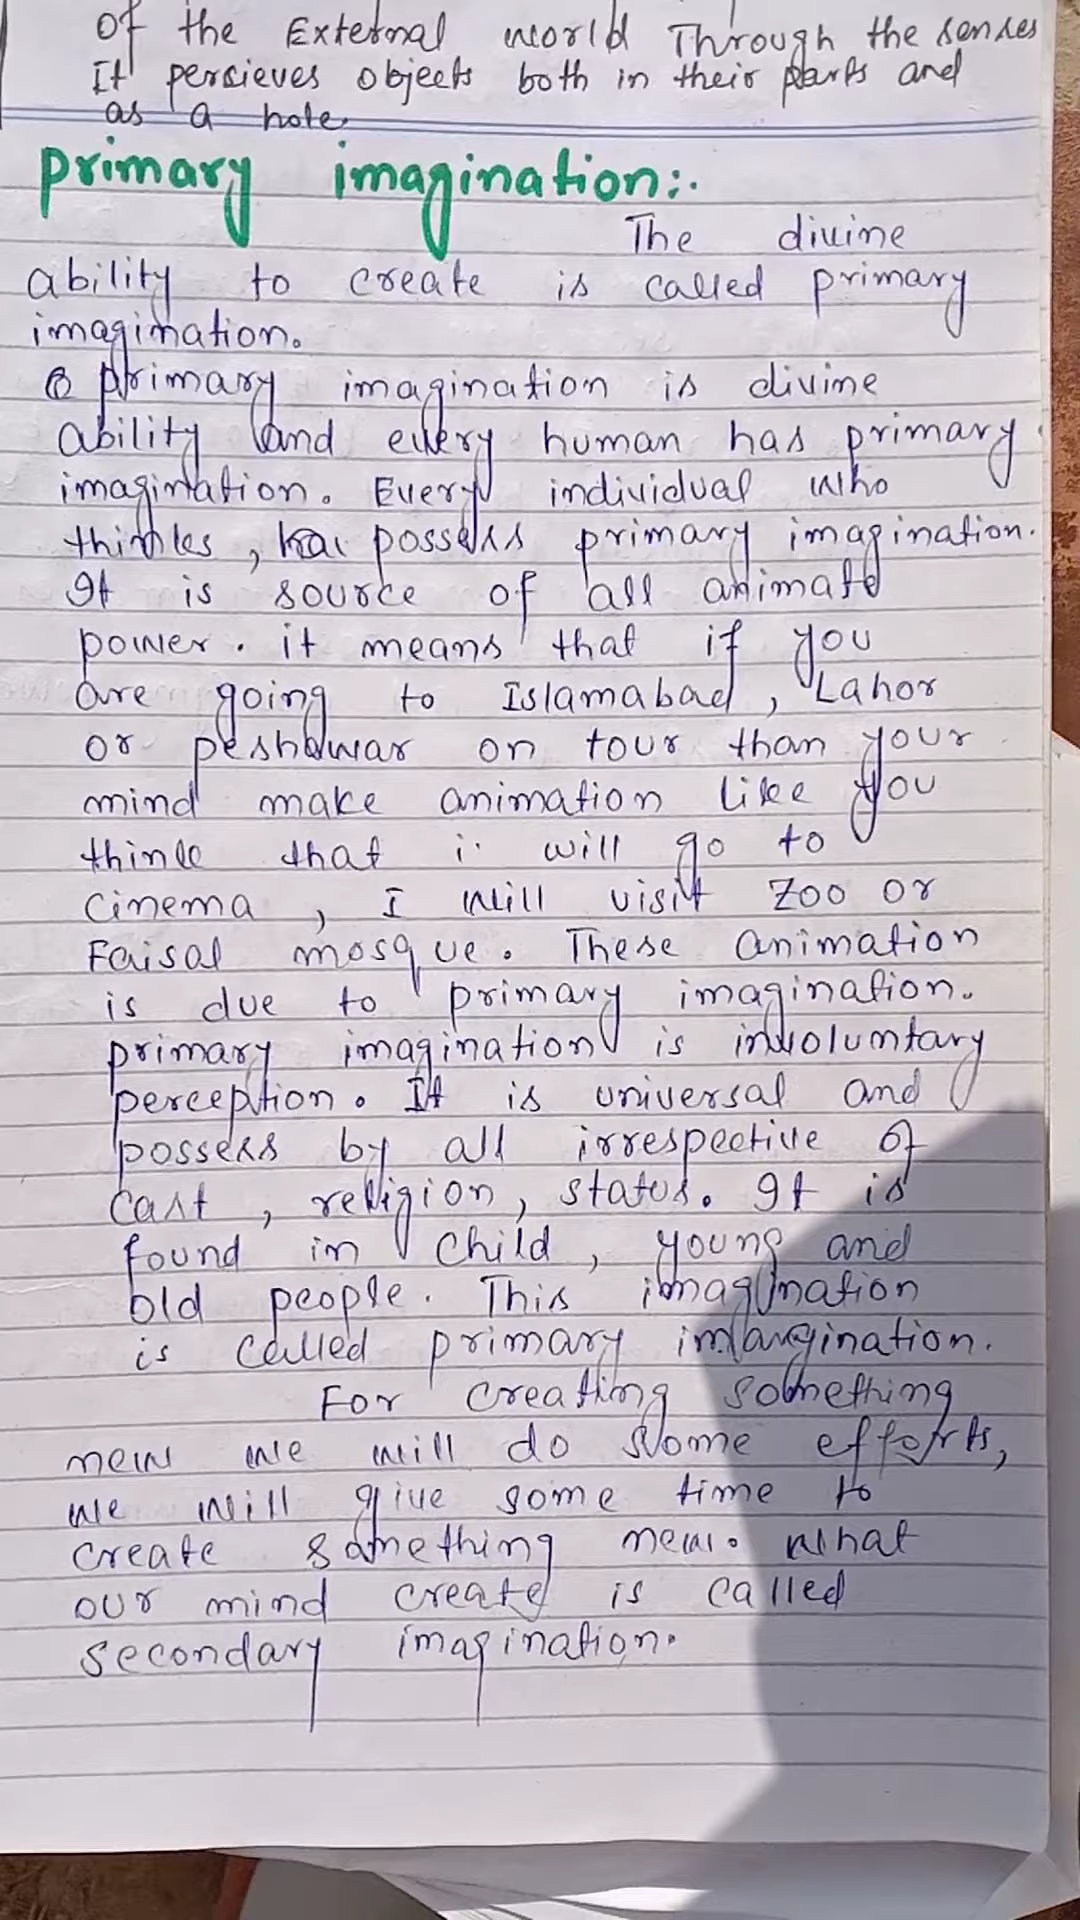 of the External world Through the senses
It percieves objects both in their parts and
as a hole.
primary imagination:.
The divine
ability to create is called primary
imagination.
primary imagination is divine
ability and every human has primary
imagination. Every individual who
thinks, possess primary imagination.
It is source of all animate
power. it means that if you
are going to Islamabad, Lahor
or peshawar on tour than your
mind make animation like you
think that i will go to
cinema, I will visit zoo or
Faisal mosque. These animation
is due to primary imagination.
primary imagination is involuntary
perception. It is universal and
possess by all irrespective of
cast, religion, status. It is
found in child, young and
old people. This imagination
is called primary imagination.
For creating something
new we will do some efforts,
we will give some time to
create something new. what
our mind create is called
secondary imagination.